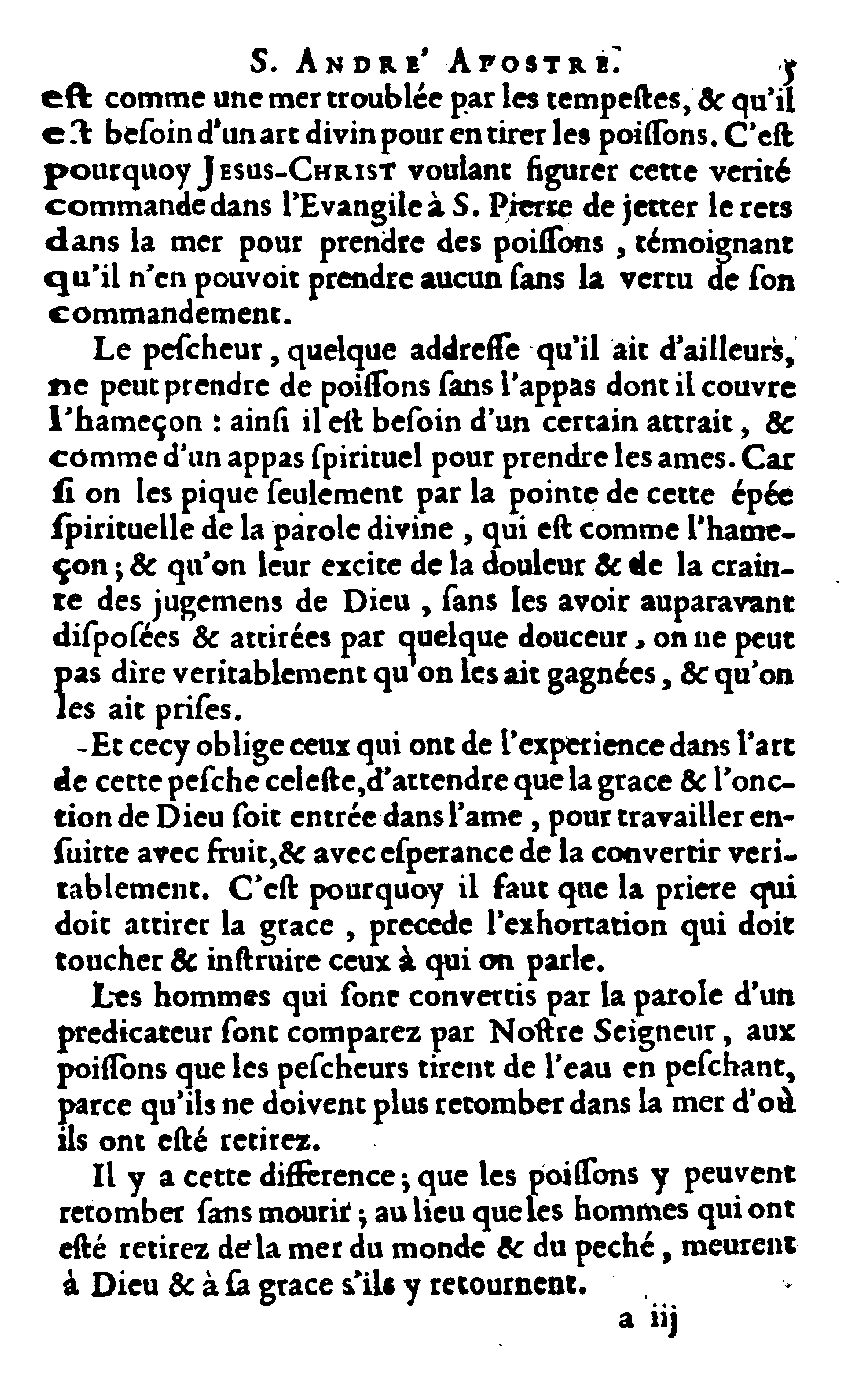 S. ANDRE' APOSTRE. 5
eſt comme une mer troublée par les tempeſtes, & qu'il
eſt beſoin d'un art divin pour en tirer les poiſſons. C'eſt
pourquoy JESUS-CHRIST voulant figurer cette verité
commande dans l'Evangile à S. Pierre de jetter le rets
dans la mer pour prendre des poiſſons, témoignant
qu'il n'en pouvoit prendre aucun ſans la vertu de ſon
commandement.
Le peſcheur, quelque addreſſe qu'il ait d'ailleurs,
ne peut prendre de poiſſons ſans l'appas dont il couvre
l'hameçon : ainſi il eſt beſoin d'un certain attrait, &
comme d'un appas ſpirituel pour prendre les ames. Car
ſi on les pique ſeulement par la pointe de cette épée
ſpirituelle de la parole divine, qui eſt comme l'hame-
çon ; & qu'on leur excite de la douleur & de la crain-
te des jugemens de Dieu, ſans les avoir auparavant
diſpoſées & attirées par quelque douceur, on ne peut
pas dire veritablement qu'on les ait gagnées, & qu'on
les ait priſes.
Et cecy oblige ceux qui ont de l'experience dans l'art
de cette peſche celeſte, d'attendre que la grace & l'onc-
tion de Dieu ſoit entrée dans l'ame, pour travailler en-
ſuitte avec fruit, & avec eſperance de la convertir veri-
tablement. C'eſt pourquoy il faut que la priere qui
doit attirer la grace, precede l'exhortation qui doit
toucher & inſtruire ceux à qui on parle.
Les hommes qui ſont convertis par la parole d'un
predicateur ſont comparez par Noſtre Seigneur, aux
poiſſons que les peſcheurs tirent de l'eau en peſchant,
parce qu'ils ne doivent plus retomber dans la mer d'où
ils ont eſté retirez.
Il y a cette difference ; que les poiſſons y peuvent
retomber ſans mourir ; au lieu que les hommes qui ont
eſté retirez de la mer du monde & du peché, meurent
à Dieu & à ſa grace s'ils y retournent.
a iij